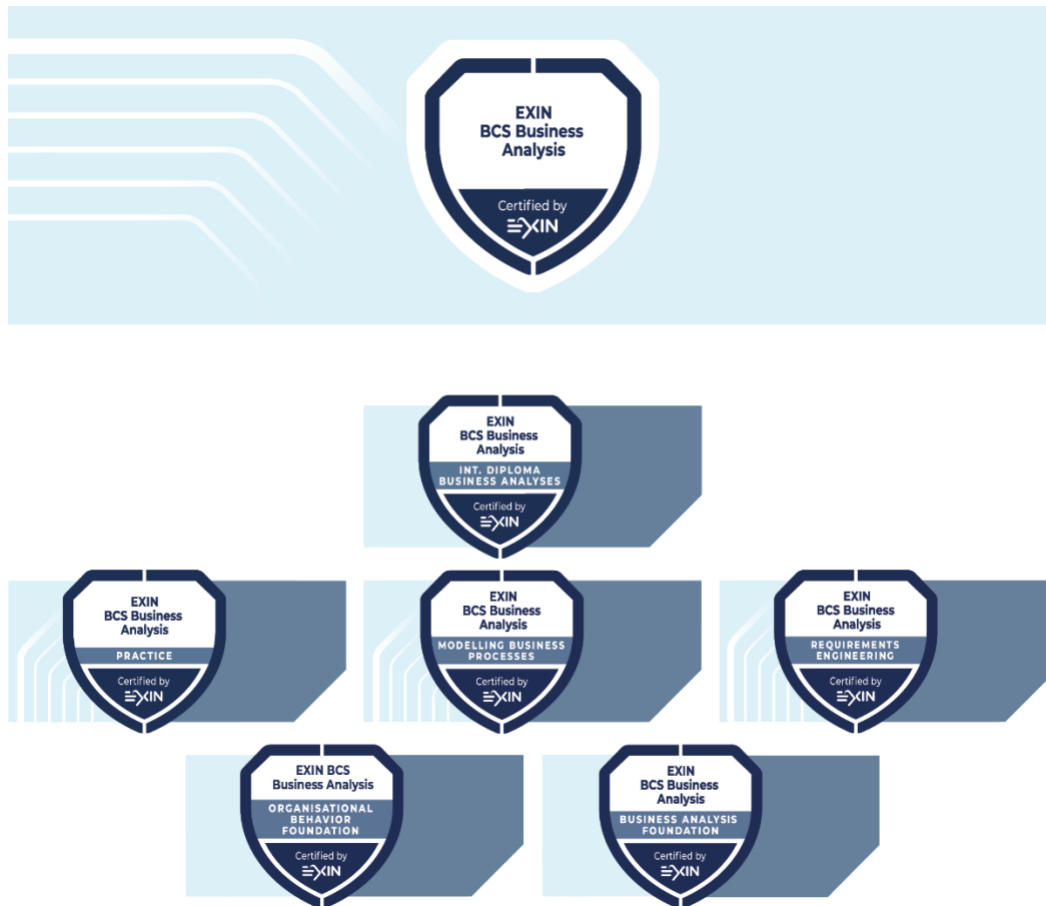 EXIN
BCS Business
Analysis
Certified by
EXIN
EXIN
BCS Business
Analysis
INT. DIPLOMA
BUSINESS ANALYSES
Certified by
EXIN
EXIN
BCS Business
Analysis
PRACTICE
Certified by
EXIN
EXIN
BCS Business
Analysis
MODELLING BUSINESS
PROCESSES
Certified by
EXIN
EXIN
BCS Business
Analysis
REQUIREMENTS
ENGINEERING
Certified by
EXIN
EXIN BCS
Business Analysis
ORGANISATIONAL
BEHAVIOR
FOUNDATION
Certified by
EXIN
EXIN
BCS Business
Analysis
BUSINESS ANALYSIS
FOUNDATION
Certified by
EXIN